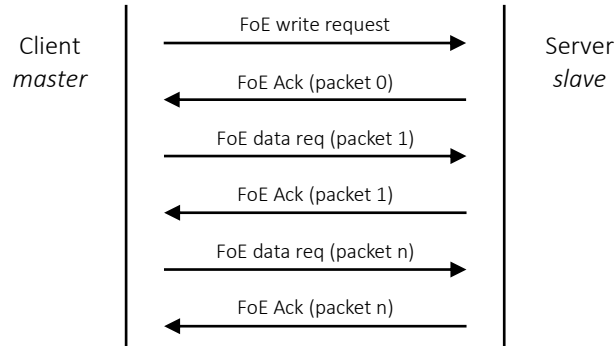 FoE write request
Client
master
Server
slave
FoE Ack (packet 0)
FoE data req (packet 1)
FoE Ack (packet 1)
FoE data req (packet n)
FoE Ack (packet n)